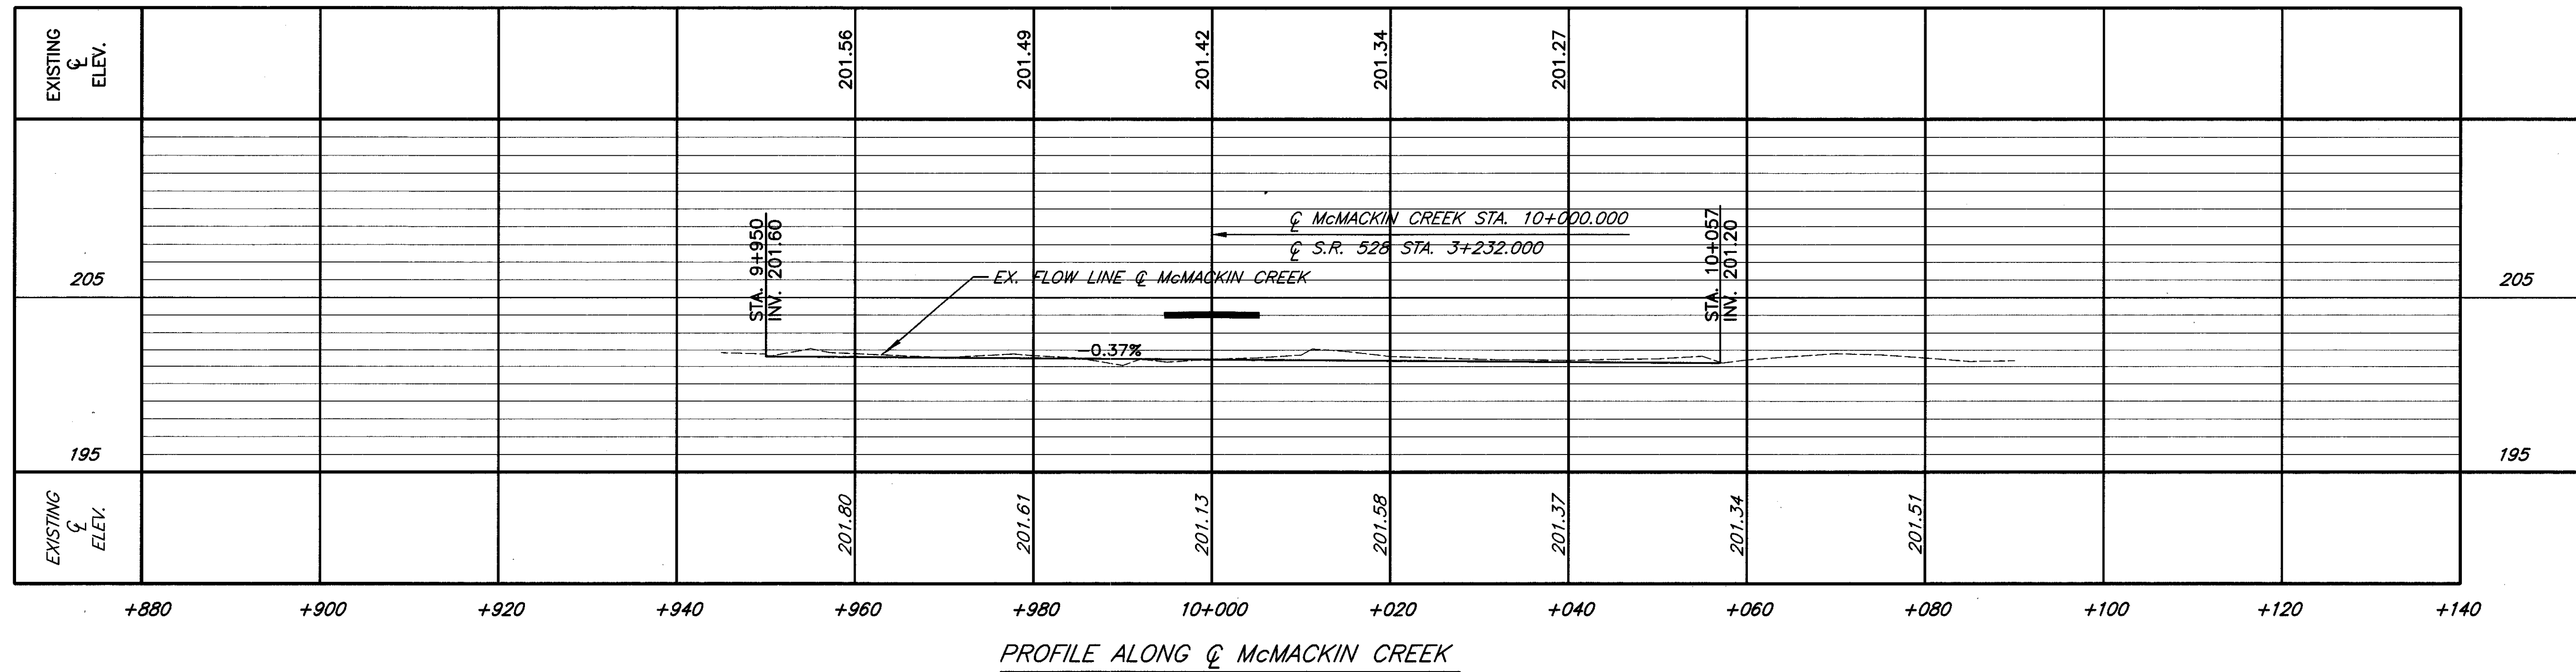 EXISTING
℄
ELEV.
201.56
201.49
201.42
201.34
201.27
℄ McMACKIN CREEK STA. 10+000.000
℄ S.R. 528 STA. 3+232.000
STA. 9+950
INV. 201.60
STA. 10+057
INV. 201.20
EX. FLOW LINE ℄ McMACKIN CREEK
205
205
-0.37%
195
195
EXISTING
℄
ELEV.
201.80
201.61
201.13
201.58
201.37
201.34
201.51
+880 +900 +920 +940 +960 +980 10+000 +020 +040 +060 +080 +100 +120 +140
PROFILE ALONG ℄ McMACKIN CREEK